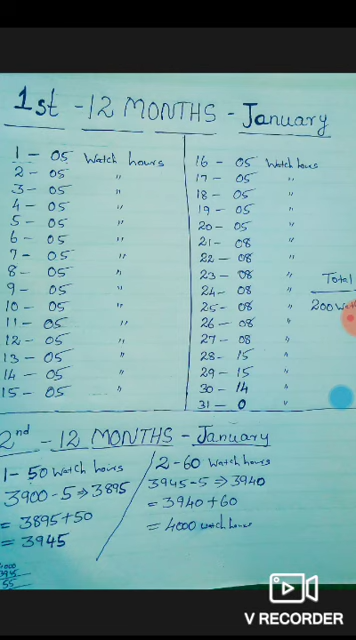 1st - 12 MONTHS - January
1 - 05 Watch hours
2 - 05 "
3 - 05 "
4 - 05 "
5 - 05 "
6 - 05 "
7 - 05 "
8 - 05 "
9 - 05 "
10 - 05 "
11 - 05 "
12 - 05 "
13 - 05 "
14 - 05 "
15 - 05 "
16 - 05 Watch hours
17 - 05 "
18 - 05 "
19 - 05 "
20 - 05 "
21 - 08 "
22 - 08 "
23 - 08 "
24 - 08 "
25 - 08 "
26 - 08 "
27 - 08 "
28 - 15 "
29 - 15 "
30 - 14 "
31 - 0 "
Total
200
2nd - 12 MONTHS - January
1 - 50 Watch hours
3900 - 5 ⇒ 3895
= 3895 + 50
= 3945
2 - 60 Watch hours
3945 - 5 ⇒ 3940
= 3940 + 60
= 4000 watch hours
3945
55
V RECORDER